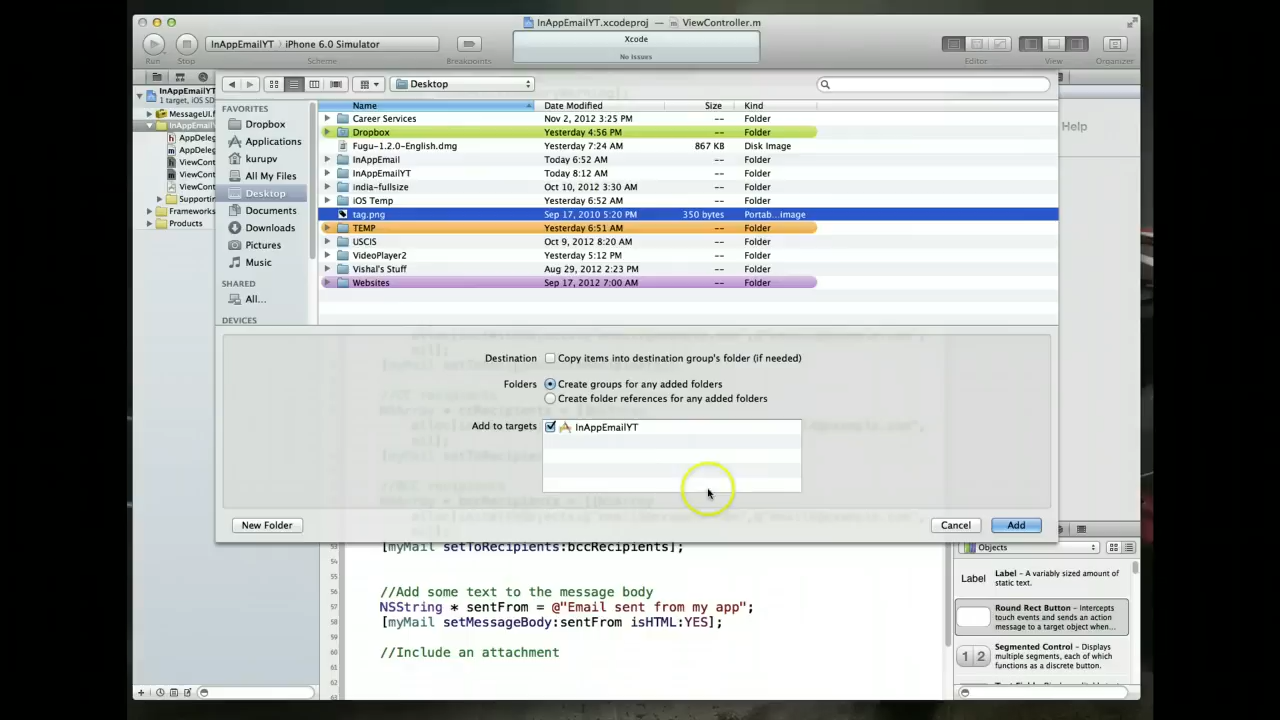 InAppEmailYT.xcodeproj — ViewController.m
InAppEmailYT › iPhone 6.0 Simulator
Xcode
No Issues
Run
Stop
Scheme
Breakpoints
Editor
View
Organizer
Desktop
InAppEmailYT
1 target, iOS SD
MessageUI.f
InAppEmailY
AppDeleg
AppDeleg
ViewCont
ViewCont
ViewCont
Supportin
Frameworks
Products
FAVORITES
Dropbox
Applications
kurupv
All My Files
Desktop
Documents
Downloads
Pictures
Music
SHARED
All...
DEVICES
Name Date Modified Size Kind
Career Services Nov 2, 2012 3:25 PM -- Folder
Dropbox Yesterday 4:56 PM -- Folder
Fugu-1.2.0-English.dmg Yesterday 7:24 AM 867 KB Disk Image
InAppEmail Today 6:52 AM -- Folder
InAppEmailYT Today 8:12 AM -- Folder
india-fullsize Oct 10, 2012 3:30 AM -- Folder
iOS Temp Yesterday 6:52 AM -- Folder
tag.png Sep 17, 2010 5:20 PM 350 bytes Portab...image
TEMP Yesterday 6:51 AM -- Folder
USCIS Oct 9, 2012 8:20 AM -- Folder
VideoPlayer2 Yesterday 5:12 PM -- Folder
Vishal's Stuff Aug 29, 2012 2:23 PM -- Folder
Websites Sep 17, 2012 7:00 AM -- Folder
Help
Destination Copy items into destination group's folder (if needed)
Folders Create groups for any added folders
Create folder references for any added folders
Add to targets InAppEmailYT
New Folder
Cancel
Add
53 [myMail setToRecipients:bccRecipients];
54
55
56 //Add some text to the message body
57 NSString * sentFrom = @"Email sent from my app";
58 [myMail setMessageBody:sentFrom isHTML:YES];
59
60 //Include an attachment
61
62
Objects
Label
Label – A variably sized amount of
static text.
Round Rect Button – Intercepts
touch events and sends an action
message to a target object when...
1 2
Segmented Control – Displays
multiple segments, each of which
functions as a discrete button.